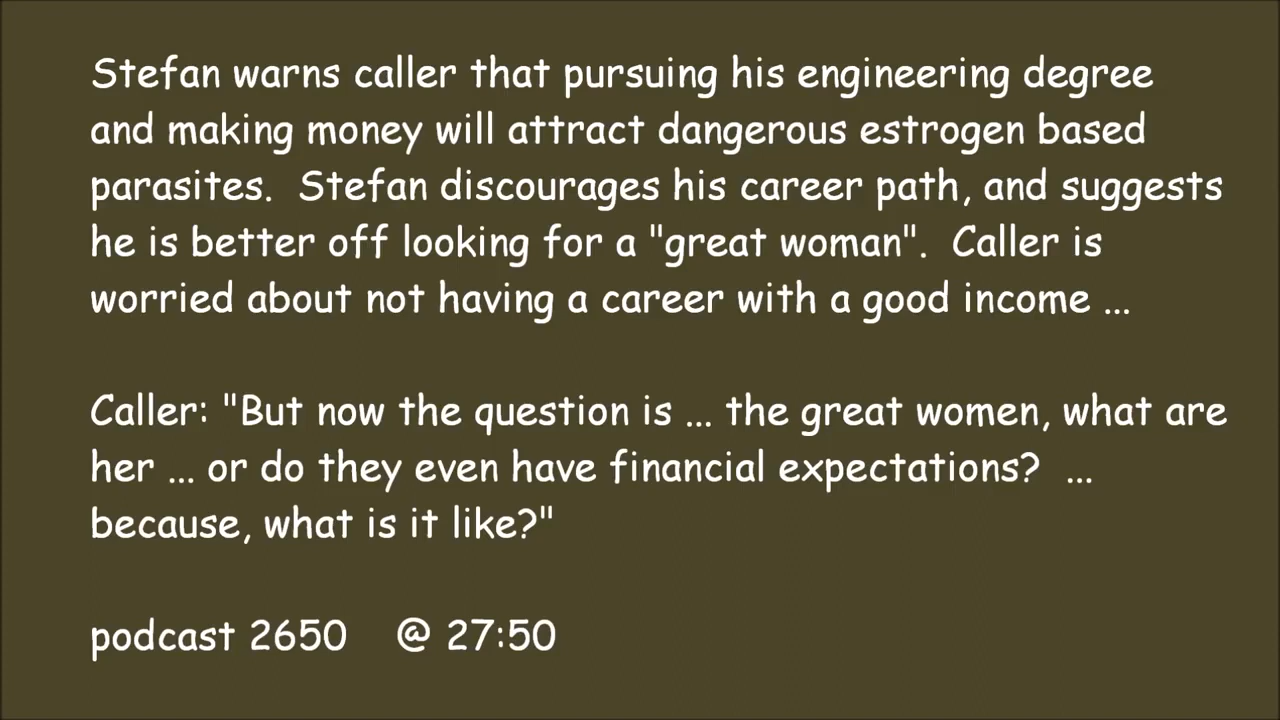 Stefan warns caller that pursuing his engineering degree
and making money will attract dangerous estrogen based
parasites.  Stefan discourages his career path, and suggests
he is better off looking for a "great woman".  Caller is
worried about not having a career with a good income ...
Caller: "But now the question is ... the great women, what are
her ... or do they even have financial expectations?  ...
because, what is it like?"
podcast 2650    @ 27:50